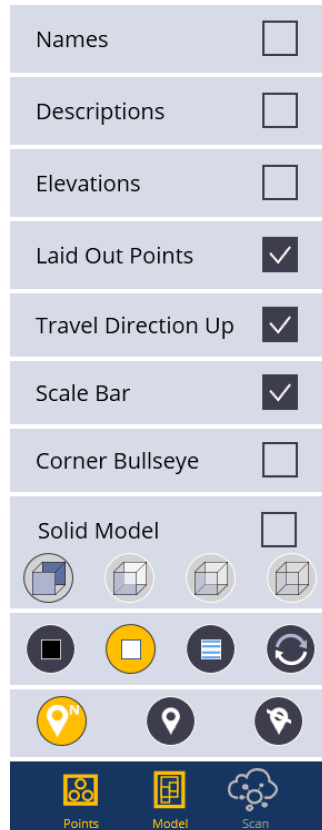 Names
Descriptions
Elevations
Laid Out Points
Travel Direction Up
Scale Bar
Corner Bullseye
Solid Model
N
Points
Model
Scan